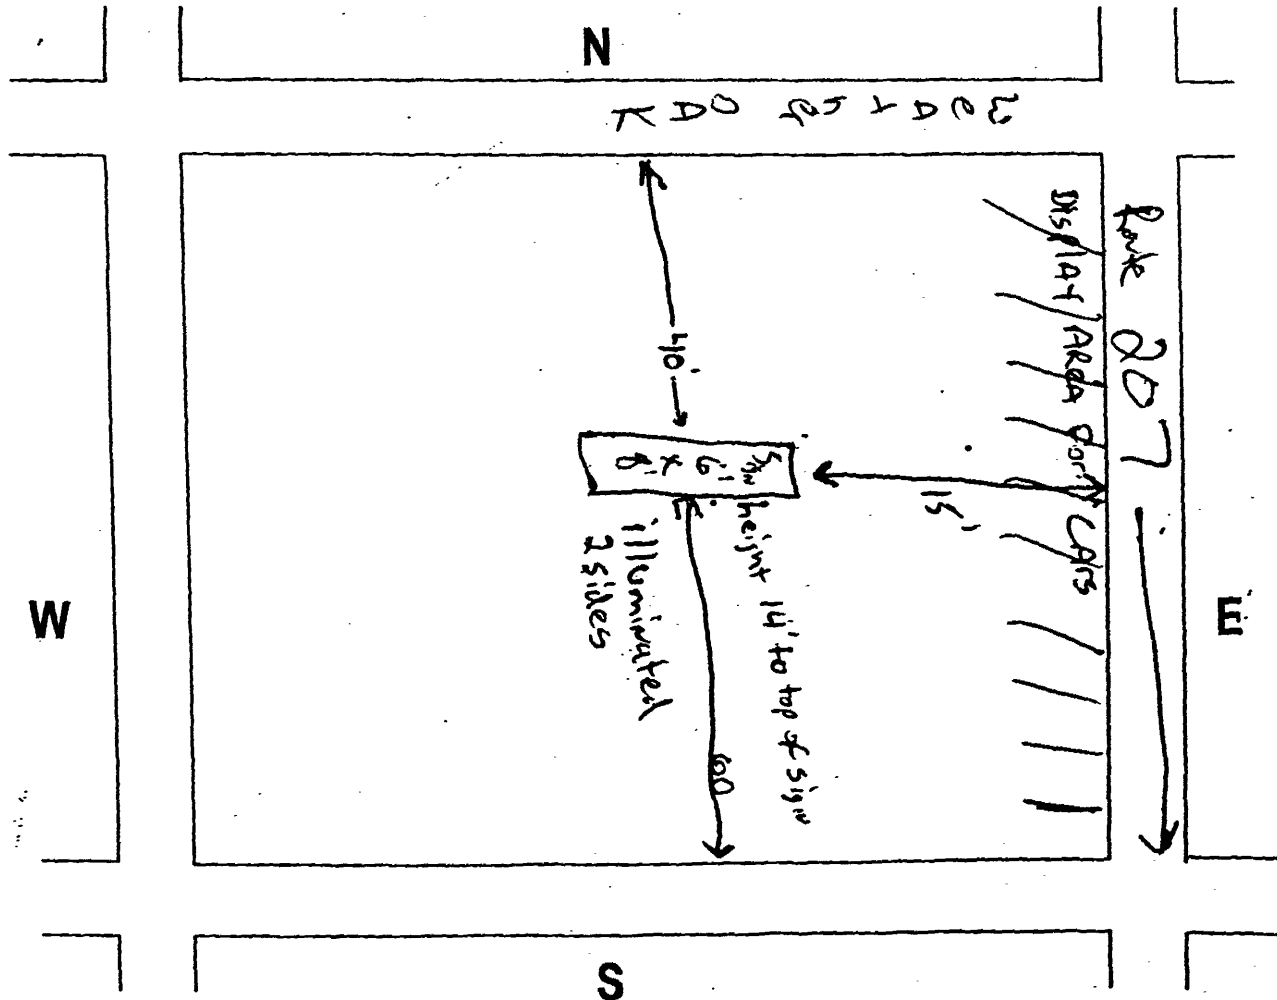 N
WeAther OAK
Route 207
DisplAY AReA For CArs
40'
15'
Sign
6'
x
8'
height 14' to top of sign
illuminated
2 sides
60
W
E
S